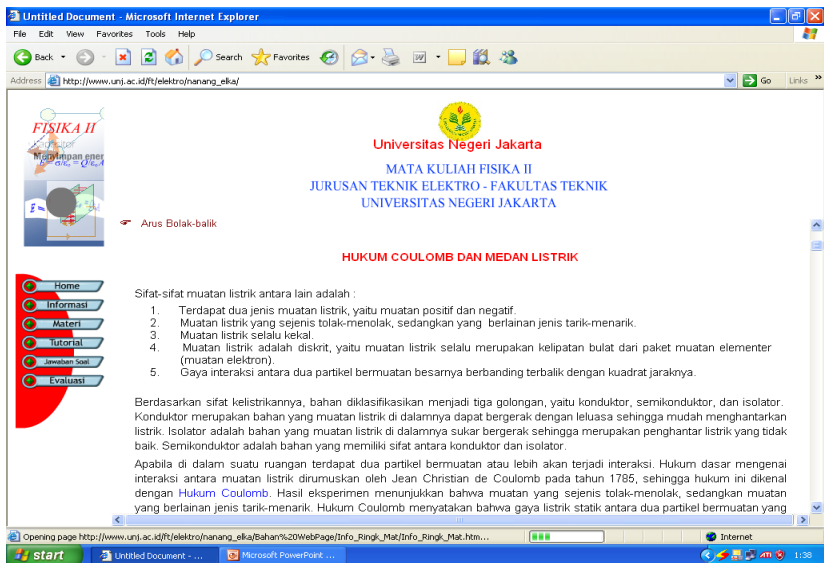 Untitled Document - Microsoft Internet Explorer
File Edit View Favorites Tools Help
Back Search Favorites
Address http://www.unj.ac.id/ft/elektro/nanang_elka/ Go Links »
FISIKA II
Menyimpan ener
Universitas Negeri Jakarta
MATA KULIAH FISIKA II
JURUSAN TEKNIK ELEKTRO - FAKULTAS TEKNIK
UNIVERSITAS NEGERI JAKARTA
Arus Bolak-balik
HUKUM COULOMB DAN MEDAN LISTRIK
Home
Informasi
Materi
Tutorial
Jawaban Soal
Evaluasi
Sifat-sifat muatan listrik antara lain adalah :
1. Terdapat dua jenis muatan listrik, yaitu muatan positif dan negatif.
2. Muatan listrik yang sejenis tolak-menolak, sedangkan yang berlainan jenis tarik-menarik.
3. Muatan listrik selalu kekal.
4. Muatan listrik adalah diskrit, yaitu muatan listrik selalu merupakan kelipatan bulat dari paket muatan elementer
(muatan elektron).
5. Gaya interaksi antara dua partikel bermuatan besarnya berbanding terbalik dengan kuadrat jaraknya.
Berdasarkan sifat kelistrikannya, bahan diklasifikasikan menjadi tiga golongan, yaitu konduktor, semikonduktor, dan isolator.
Konduktor merupakan bahan yang muatan listrik di dalamnya dapat bergerak dengan leluasa sehingga mudah menghantarkan
listrik. Isolator adalah bahan yang muatan listrik di dalamnya sukar bergerak sehingga merupakan penghantar listrik yang tidak
baik. Semikonduktor adalah bahan yang memiliki sifat antara konduktor dan isolator.
Apabila di dalam suatu ruangan terdapat dua partikel bermuatan atau lebih akan terjadi interaksi. Hukum dasar mengenai
interaksi antara muatan listrik dirumuskan oleh Jean Christian de Coulomb pada tahun 1785, sehingga hukum ini dikenal
dengan Hukum Coulomb. Hasil eksperimen menunjukkan bahwa muatan yang sejenis tolak-menolak, sedangkan muatan
yang berlainan jenis tarik-menarik. Hukum Coulomb menyatakan bahwa gaya listrik statik antara dua partikel bermuatan yang
Opening page http://www.unj.ac.id/ft/elektro/nanang_elka/Bahan%20WebPage/Info_Ringk_Mat/Info_Ringk_Mat.htm... Internet
start Untitled Document - ... Microsoft PowerPoint ... 1:38